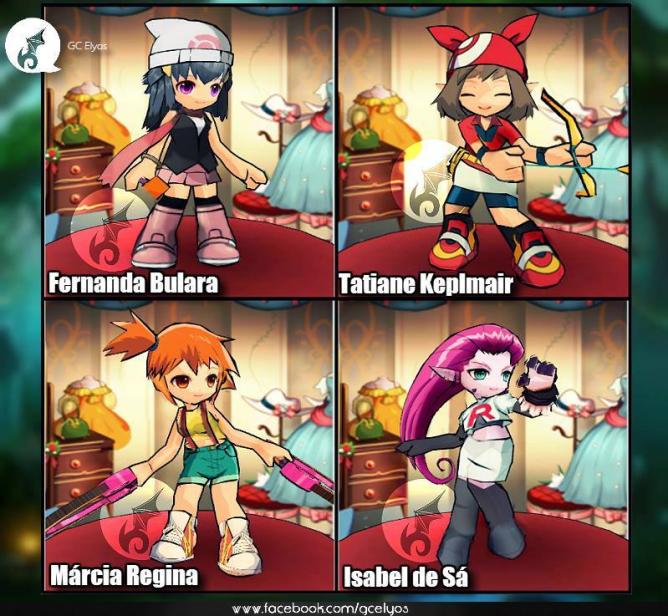 GC Elyos
Fernanda Bulara
Tatiane Keplmair
R
Márcia Regina
Isabel de Sá
www.facebook.com/gcelyos